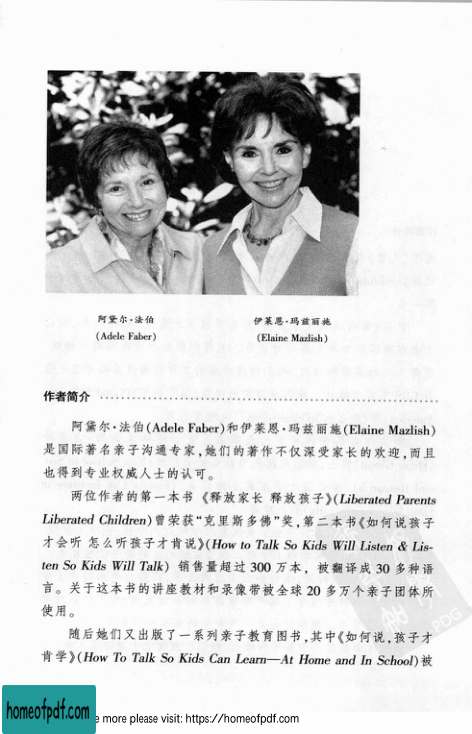 阿黛尔·法伯
(Adele Faber)
伊莱恩·玛兹丽施
(Elaine Mazlish)
作者简介
阿黛尔·法伯(Adele Faber)和伊莱恩·玛兹丽施(Elaine Mazlish)
是国际著名亲子沟通专家,她们的著作不仅深受家长的欢迎,而且
也得到专业权威人士的认可。
两位作者的第一本书《释放家长 释放孩子》(Liberated Parents
Liberated Children)曾荣获“克里斯多佛”奖,第二本书《如何说孩子
才会听 怎么听孩子才肯说》(How to Talk So Kids Will Listen & Lis-
ten So Kids Will Talk) 销售量超过 300 万本, 被翻译成 30 多种语
言。关于这本书的讲座教材和录像带被全球 20 多万个亲子团体所
使用。
随后她们又出版了一系列亲子教育图书,其中《如何说,孩子才
肯学》(How To Talk So Kids Can Learn—At Home and In School)被
PDG
homeofpdf.com
e more please visit: https://homeofpdf.com